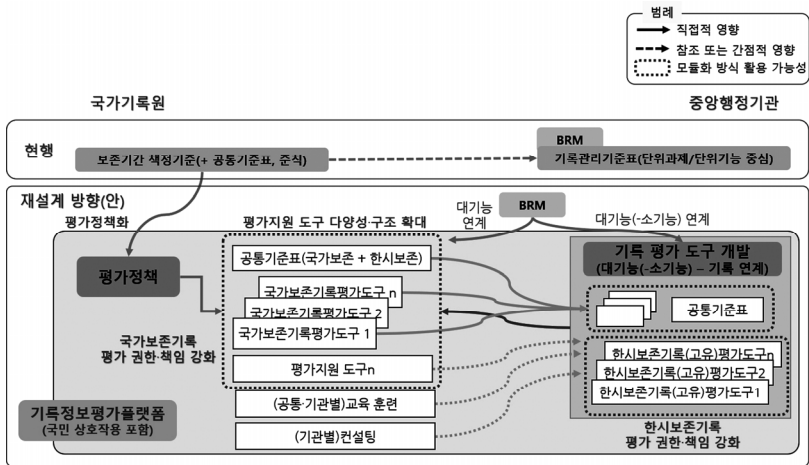 범례
직접적 영향
참조 또는 간접적 영향
모듈화 방식 활용 가능성
국가기록원
중앙행정기관
현행
보존기간 책정기준(+ 공통기준표, 준식)
BRM
기록관리기준표(단위과제/단위기능 중심)
재설계 방향(안)
평가정책화
평가지원 도구 다양성·구조 확대
대기능
연계
BRM
대기능(-소기능) 연계
평가정책
공통기준표(국가보존 + 한시보존)
국가보존기록평가도구 n
국가보존기록평가도구 2
국가보존기록평가도구 1
국가보존기록
평가 권한·책임 강화
평가지원 도구n
(공통·기관별)교육 훈련
(기관별)컨설팅
기록정보평가플랫폼
(국민 상호작용 포함)
기록 평가 도구 개발
(대기능(-소기능) – 기록 연계)
공통기준표
한시보존기록(고유)평가도구n
한시보존기록(고유)평가도구2
한시보존기록(고유)평가도구1
한시보존기록
평가 권한·책임 강화